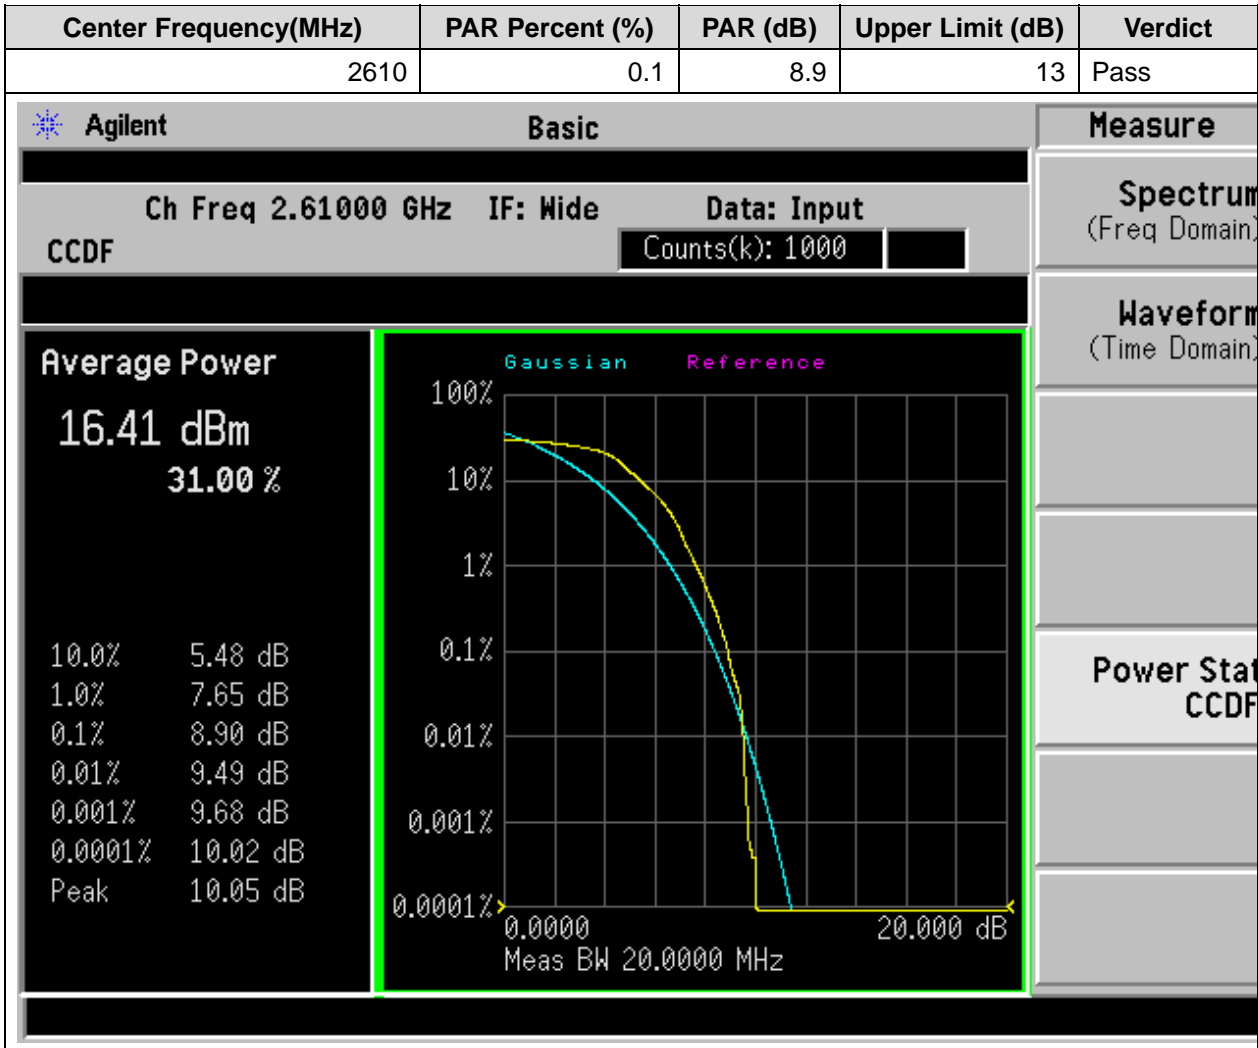 Center Frequency(MHz) PAR Percent (%) PAR (dB) Upper Limit (dB) Verdict
2610 0.1 8.9 13 Pass
Agilent Basic Measure
Ch Freq 2.61000 GHz IF: Wide Data: Input
CCDF Counts(k): 1000
Average Power
16.41 dBm
31.00 %
10.0% 5.48 dB
1.0% 7.65 dB
0.1% 8.90 dB
0.01% 9.49 dB
0.001% 9.68 dB
0.0001% 10.02 dB
Peak 10.05 dB
Gaussian Reference
100%
10%
1%
0.1%
0.01%
0.001%
0.0001%
0.0000 20.000 dB
Meas BW 20.0000 MHz
Spectrum
(Freq Domain)
Waveform
(Time Domain)
Power Stat
CCDF